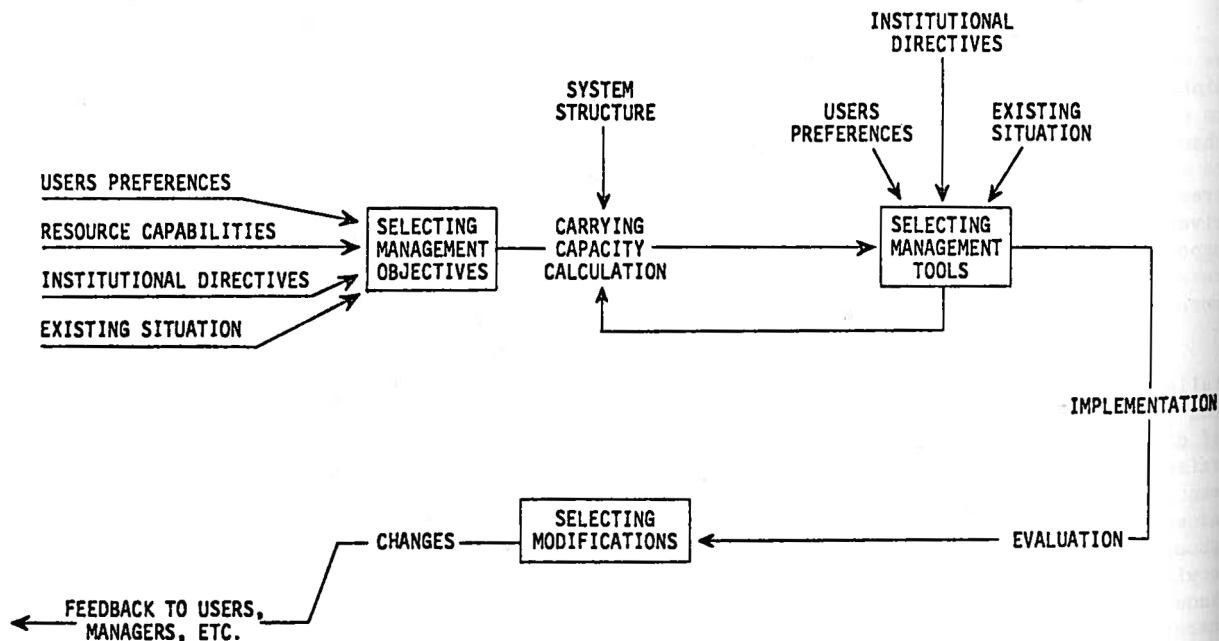 INSTITUTIONAL
DIRECTIVES
SYSTEM
STRUCTURE
USERS
PREFERENCES
EXISTING
SITUATION
USERS PREFERENCES
RESOURCE CAPABILITIES
INSTITUTIONAL DIRECTIVES
EXISTING SITUATION
SELECTING
MANAGEMENT
OBJECTIVES
CARRYING
CAPACITY
CALCULATION
SELECTING
MANAGEMENT
TOOLS
IMPLEMENTATION
EVALUATION
SELECTING
MODIFICATIONS
CHANGES
FEEDBACK TO USERS,
MANAGERS, ETC.